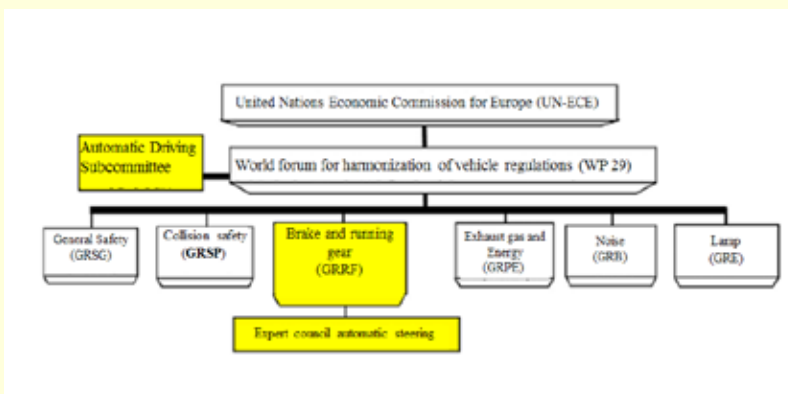 United Nations Economic Commission for Europe (UN-ECE)
Automatic Driving
Subcommittee
World forum for harmonization of vehicle regulations (WP 29)
General Safety
(GRSG)
Collision safety
(GRSP)
Brake and running
gear
(GRRF)
Exhaust gas and
Energy
(GRPE)
Noise
(GRB)
Lamp
(GRE)
Expert council automatic steering